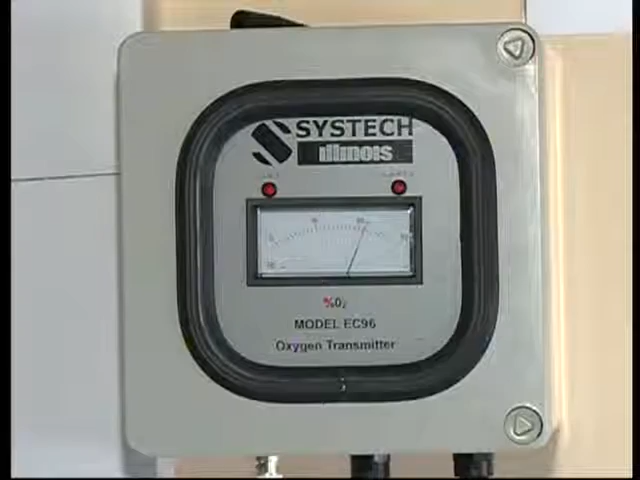 SYSTECH
illinois
%O₂
MODEL EC96
Oxygen Transmitter